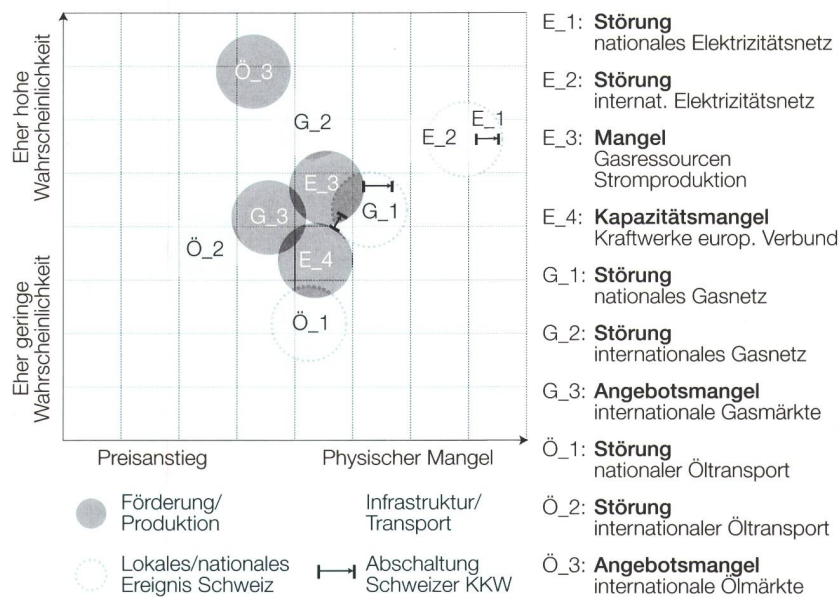 Eher hohe
Wahrscheinlichkeit
Eher geringe
Wahrscheinlichkeit
Ö_3
G_2
E_1
E_2
E_3
G_3
G_1
Ö_2
E_4
Ö_1
Preisanstieg
Physischer Mangel
Förderung/
Produktion
Infrastruktur/
Transport
Lokales/nationales
Ereignis Schweiz
Abschaltung
Schweizer KKW
E_1: Störung
nationales Elektrizitätsnetz
E_2: Störung
internat. Elektrizitätsnetz
E_3: Mangel
Gasressourcen
Stromproduktion
E_4: Kapazitätsmangel
Kraftwerke europ. Verbund
G_1: Störung
nationales Gasnetz
G_2: Störung
internationales Gasnetz
G_3: Angebotsmangel
internationale Gasmärkte
Ö_1: Störung
nationaler Öltransport
Ö_2: Störung
internationaler Öltransport
Ö_3: Angebotsmangel
internationale Ölmärkte